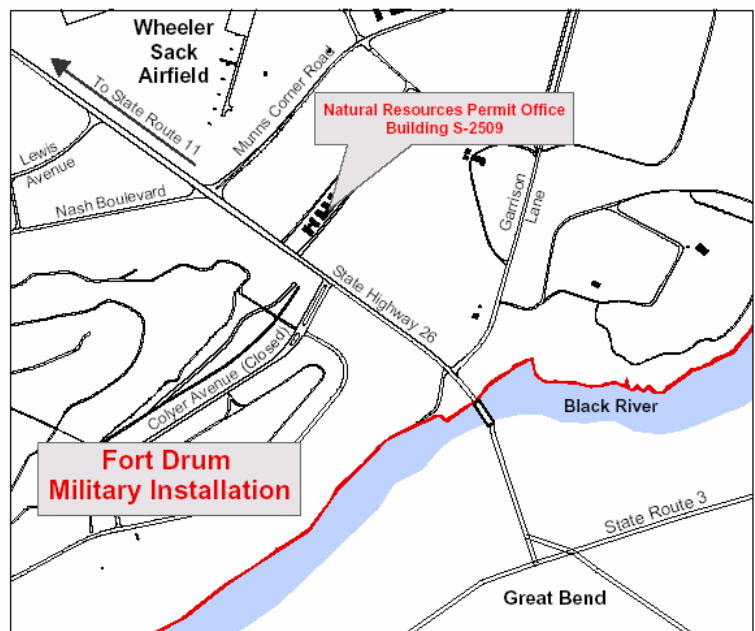 Wheeler
Sack
Airfield
To State Route 11
Munns Corner Road
Natural Resources Permit Office
Building S-2509
Lewis
Avenue
Nash Boulevard
Garrison
Lane
State Highway 26
Colyer Avenue (Closed)
Black River
Fort Drum
Military Installation
State Route 3
Great Bend